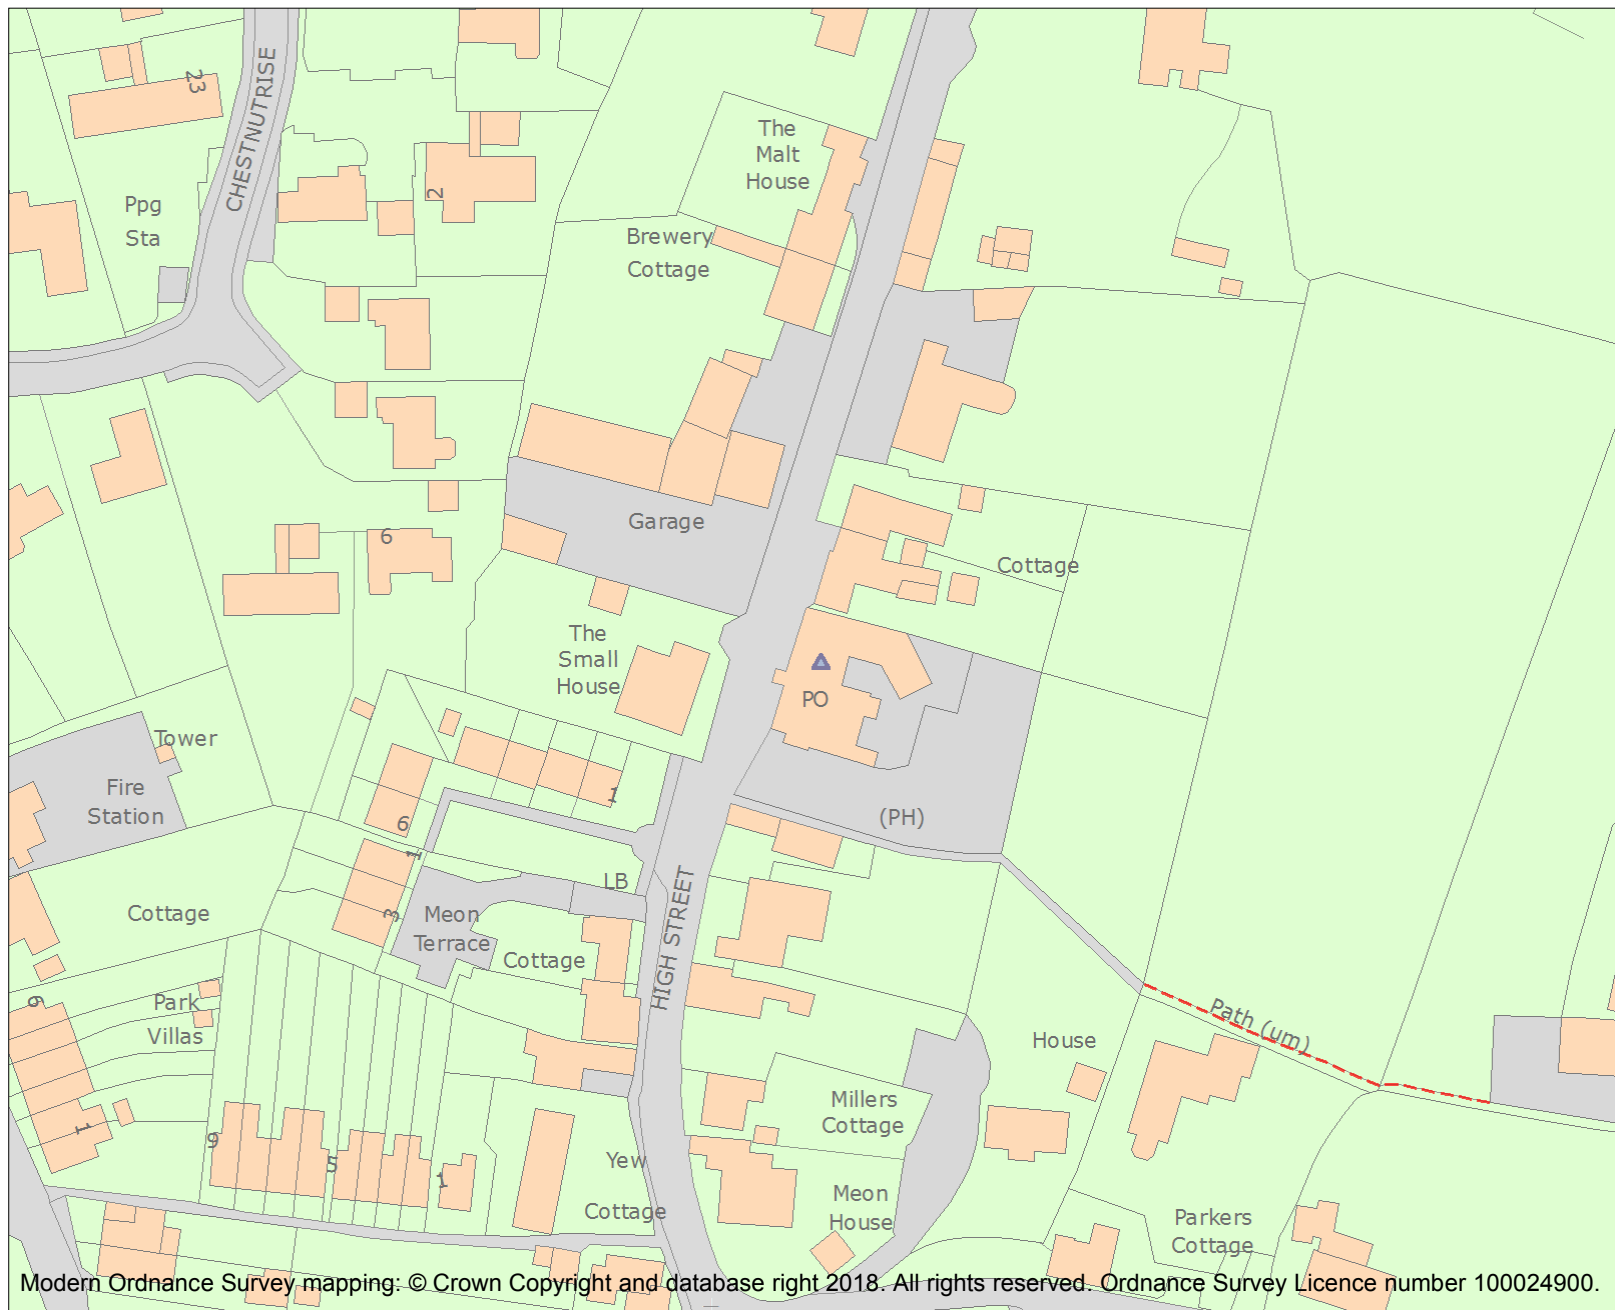 23
CHESTNUTRISE
The
Malt
House
2
Ppg
Sta
Brewery
Cottage
Garage
6
Cottage
The
Small
House
PO
Tower
Fire
Station
1
6
(PH)
1
LB
3
Meon
Terrace
Cottage
Cottage
HIGH STREET
6
Park
Villas
Path (um)
House
Millers
Cottage
1
9
5
1
Yew
Cottage
Meon
House
Parkers
Cottage
Modern Ordnance Survey mapping: © Crown Copyright and database right 2018. All rights reserved. Ordnance Survey Licence number 100024900.